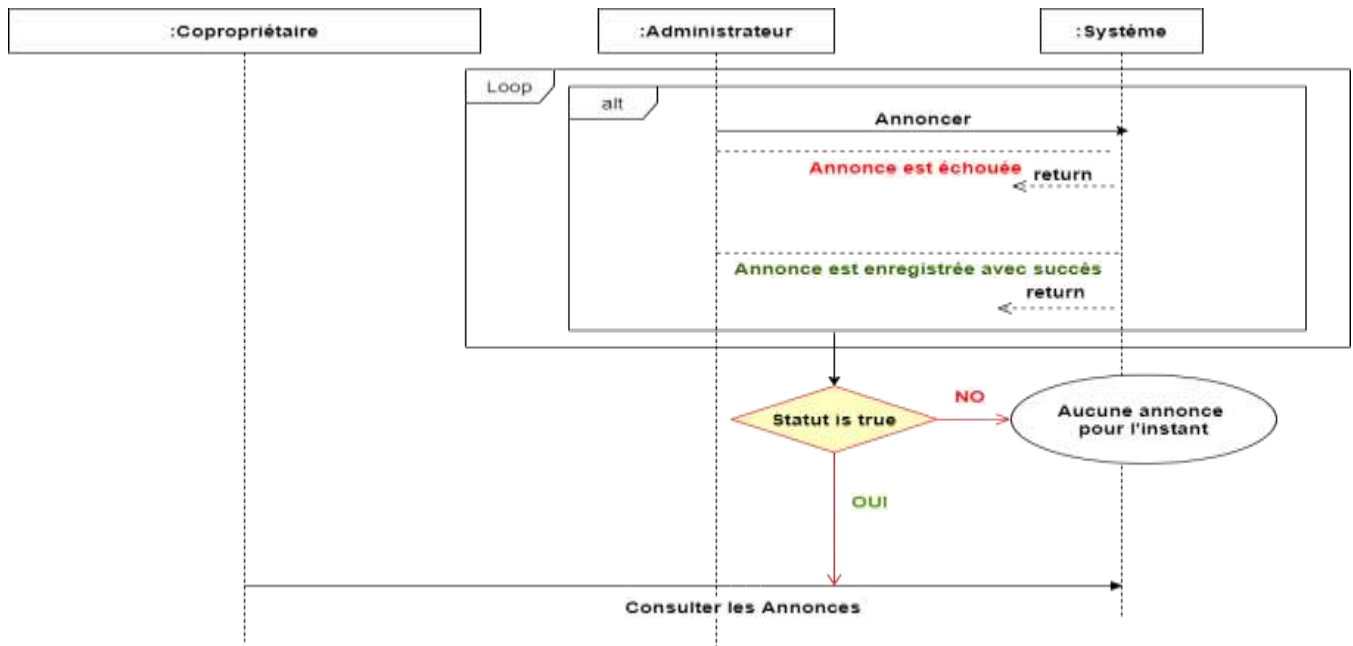 :Copropriétaire
:Administrateur
:Système
Loop
alt
Annoncer
Annonce est échouée
return
Annonce est enregistrée avec succès
return
Statut is true
NO
Aucune annonce
pour l'instant
OUI
Consulter les Annonces